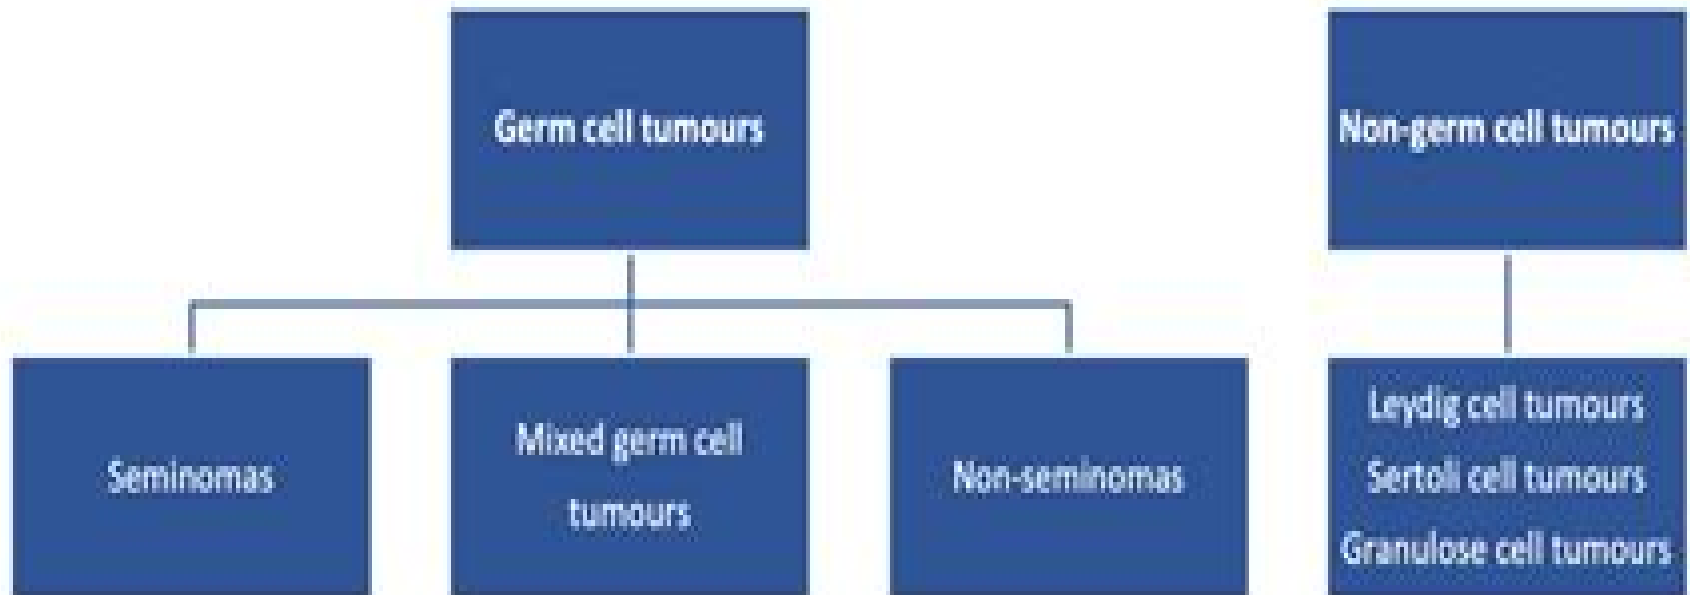 Germ cell tumours
Non-germ cell tumours
Seminomas
Mixed germ cell
tumours
Non-seminomas
Leydig cell tumours
Sertoli cell tumours
Granulose cell tumours